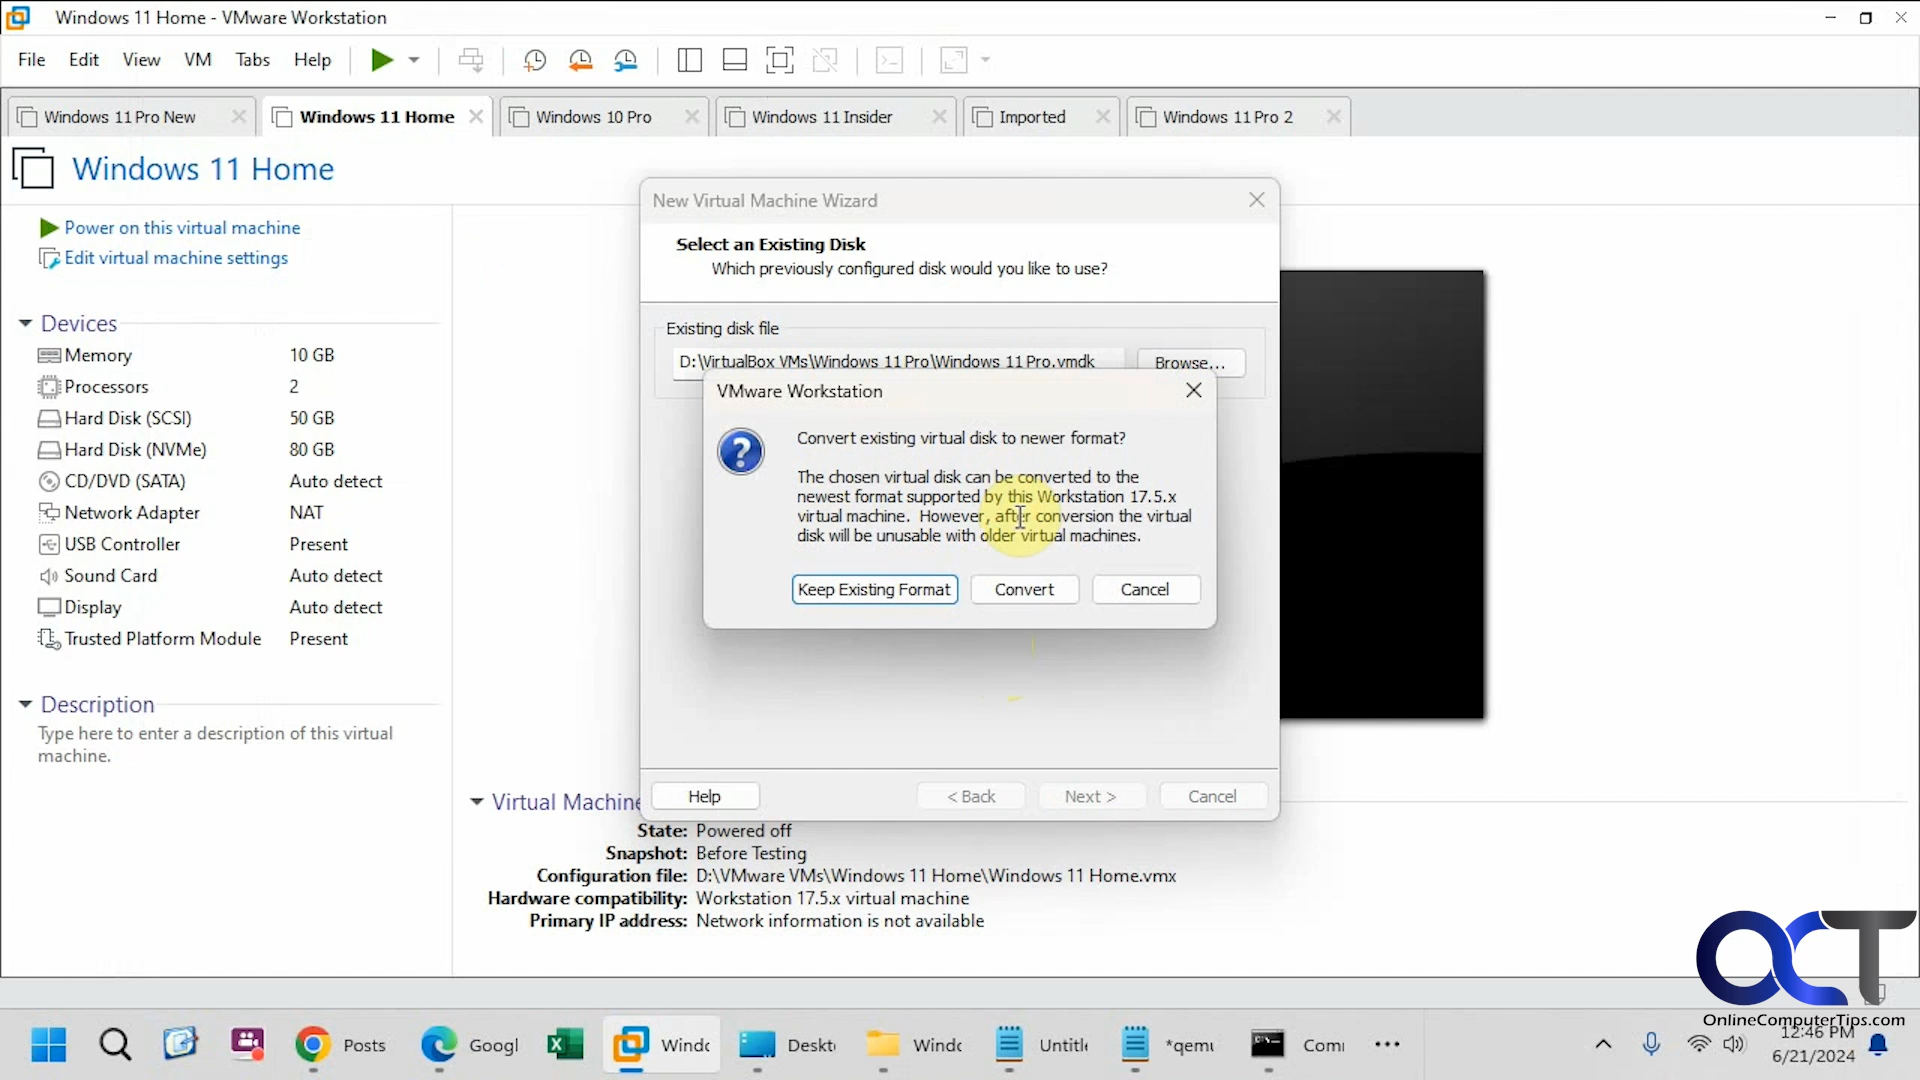 Windows 11 Home - VMware Workstation
File Edit View VM Tabs Help
Windows 11 Pro New Windows 11 Home Windows 10 Pro Windows 11 Insider Imported Windows 11 Pro 2
Windows 11 Home
Power on this virtual machine
Edit virtual machine settings
Devices
Memory 10 GB
Processors 2
Hard Disk (SCSI) 50 GB
Hard Disk (NVMe) 80 GB
CD/DVD (SATA) Auto detect
Network Adapter NAT
USB Controller Present
Sound Card Auto detect
Display Auto detect
Trusted Platform Module Present
Description
Type here to enter a description of this virtual
machine.
New Virtual Machine Wizard
Select an Existing Disk
Which previously configured disk would you like to use?
Existing disk file
D:\VirtualBox VMs\Windows 11 Pro\Windows 11 Pro.vmdk Browse...
VMware Workstation
Convert existing virtual disk to newer format?
The chosen virtual disk can be converted to the
newest format supported by this Workstation 17.5.x
virtual machine. However, after conversion the virtual
disk will be unusable with older virtual machines.
Keep Existing Format Convert Cancel
Help < Back Next > Cancel
Virtual Machine
State: Powered off
Snapshot: Before Testing
Configuration file: D:\VMware VMs\Windows 11 Home\Windows 11 Home.vmx
Hardware compatibility: Workstation 17.5.x virtual machine
Primary IP address: Network information is not available
OCT
OnlineComputerTips.com
Posts Googl Windo Deskto Windo Untitle *qemu Comm
12:46 PM
6/21/2024